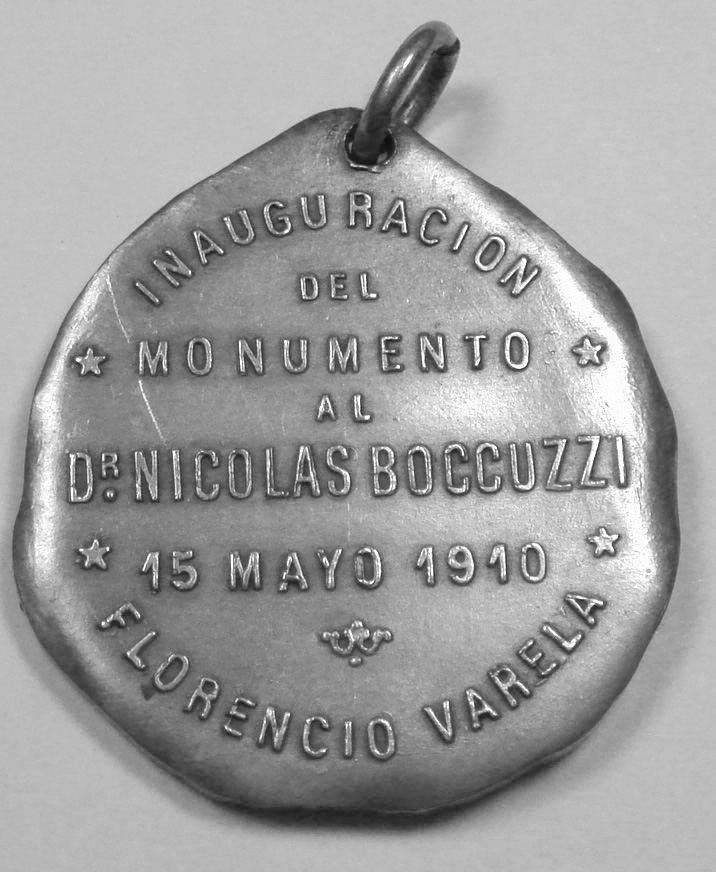 INAUGURACION
DEL
MONUMENTO
AL
DR. NICOLAS BOCCUZZI
15 MAYO 1910
FLORENCIO VARELA